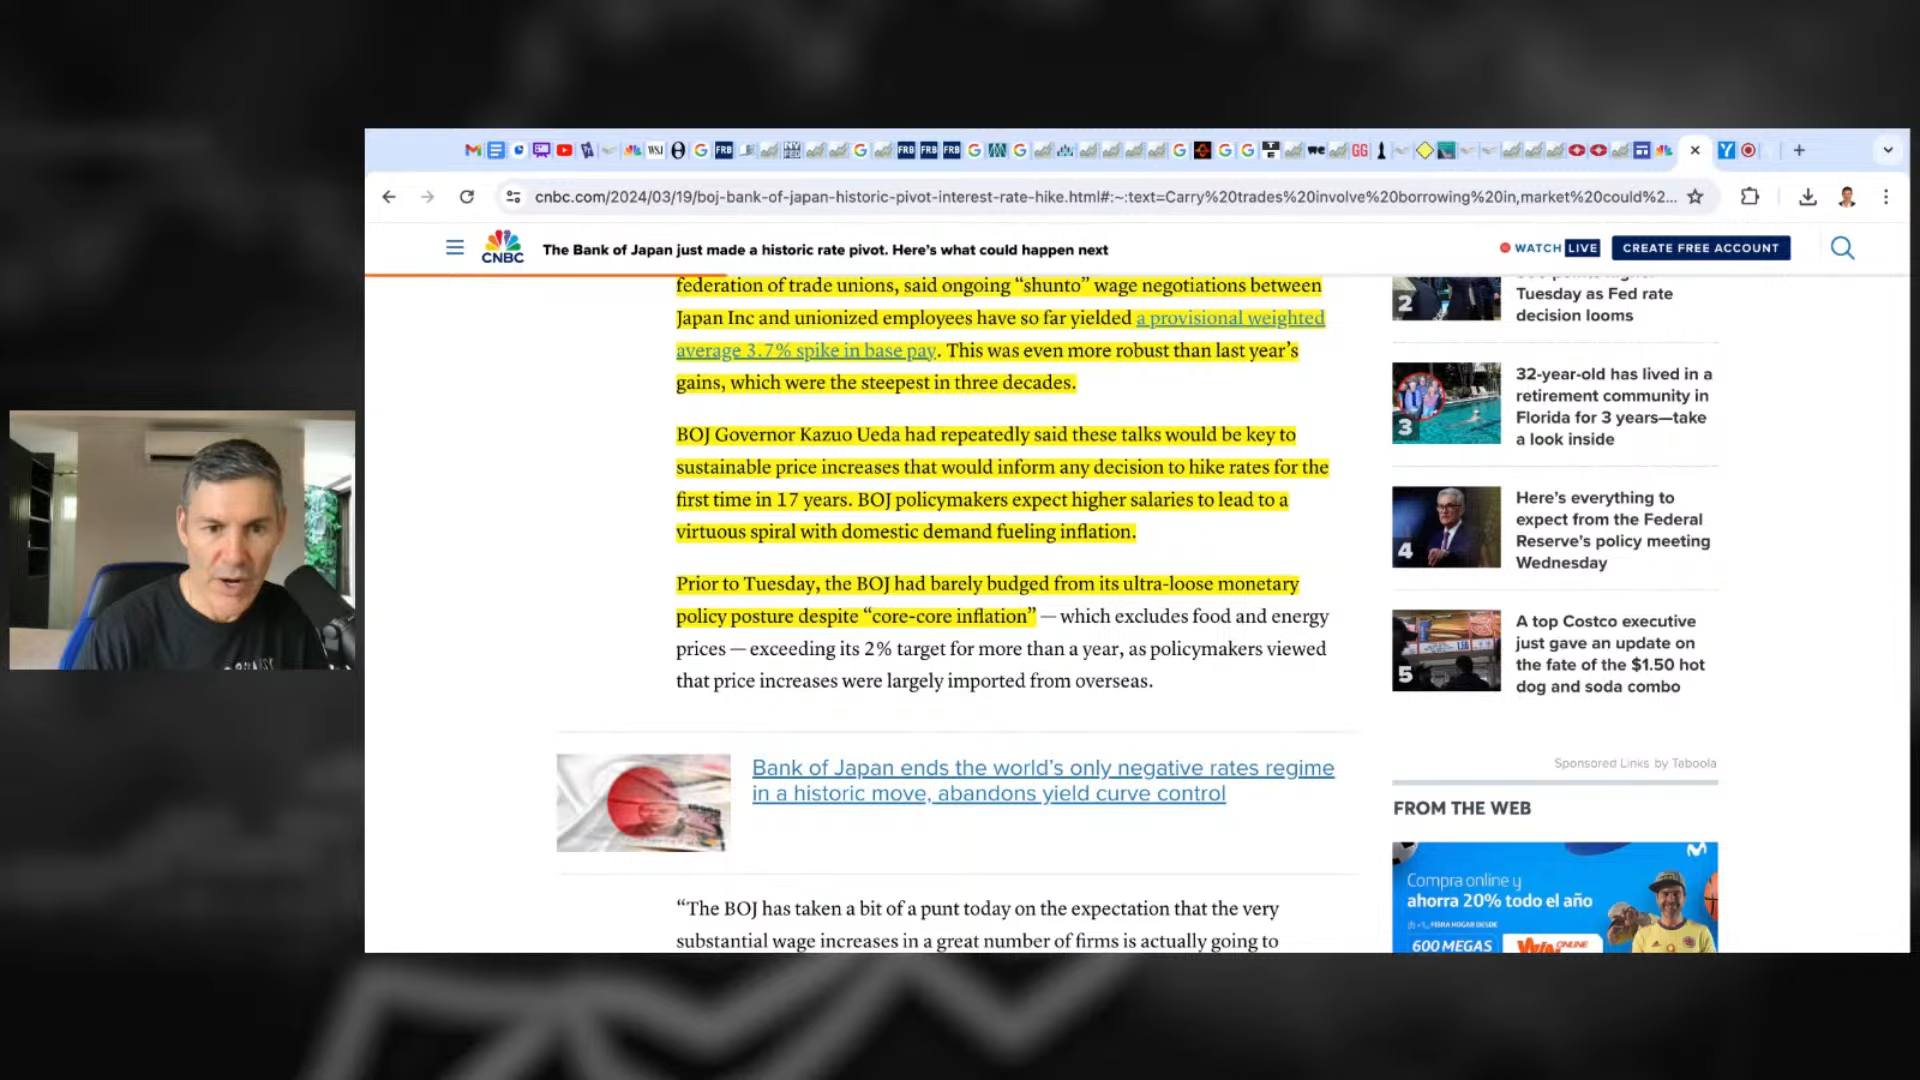 WSJ
FRB
FRB
FRB
FRB
GG
cnbc.com/2024/03/19/boj-bank-of-japan-historic-pivot-interest-rate-hike.html#:~:text=Carry%20trades%20involve%20borrowing%20in,market%20could%2...
CNBC
The Bank of Japan just made a historic rate pivot. Here’s what could happen next
WATCH LIVE
CREATE FREE ACCOUNT
federation of trade unions, said ongoing “shunto” wage negotiations between
Japan Inc and unionized employees have so far yielded a provisional weighted
average 3.7% spike in base pay. This was even more robust than last year’s
gains, which were the steepest in three decades.
BOJ Governor Kazuo Ueda had repeatedly said these talks would be key to
sustainable price increases that would inform any decision to hike rates for the
first time in 17 years. BOJ policymakers expect higher salaries to lead to a
virtuous spiral with domestic demand fueling inflation.
Prior to Tuesday, the BOJ had barely budged from its ultra-loose monetary
policy posture despite “core-core inflation” — which excludes food and energy
prices — exceeding its 2% target for more than a year, as policymakers viewed
that price increases were largely imported from overseas.
Bank of Japan ends the world’s only negative rates regime
in a historic move, abandons yield curve control
“The BOJ has taken a bit of a punt today on the expectation that the very
substantial wage increases in a great number of firms is actually going to
2
Tuesday as Fed rate
decision looms
3
32-year-old has lived in a
retirement community in
Florida for 3 years—take
a look inside
4
Here’s everything to
expect from the Federal
Reserve’s policy meeting
Wednesday
5
A top Costco executive
just gave an update on
the fate of the $1.50 hot
dog and soda combo
Sponsored Links by Taboola
FROM THE WEB
Compra online y
ahorra 20% todo el año
FIBRA HOGAR DESDE
600 MEGAS
Win ONLINE